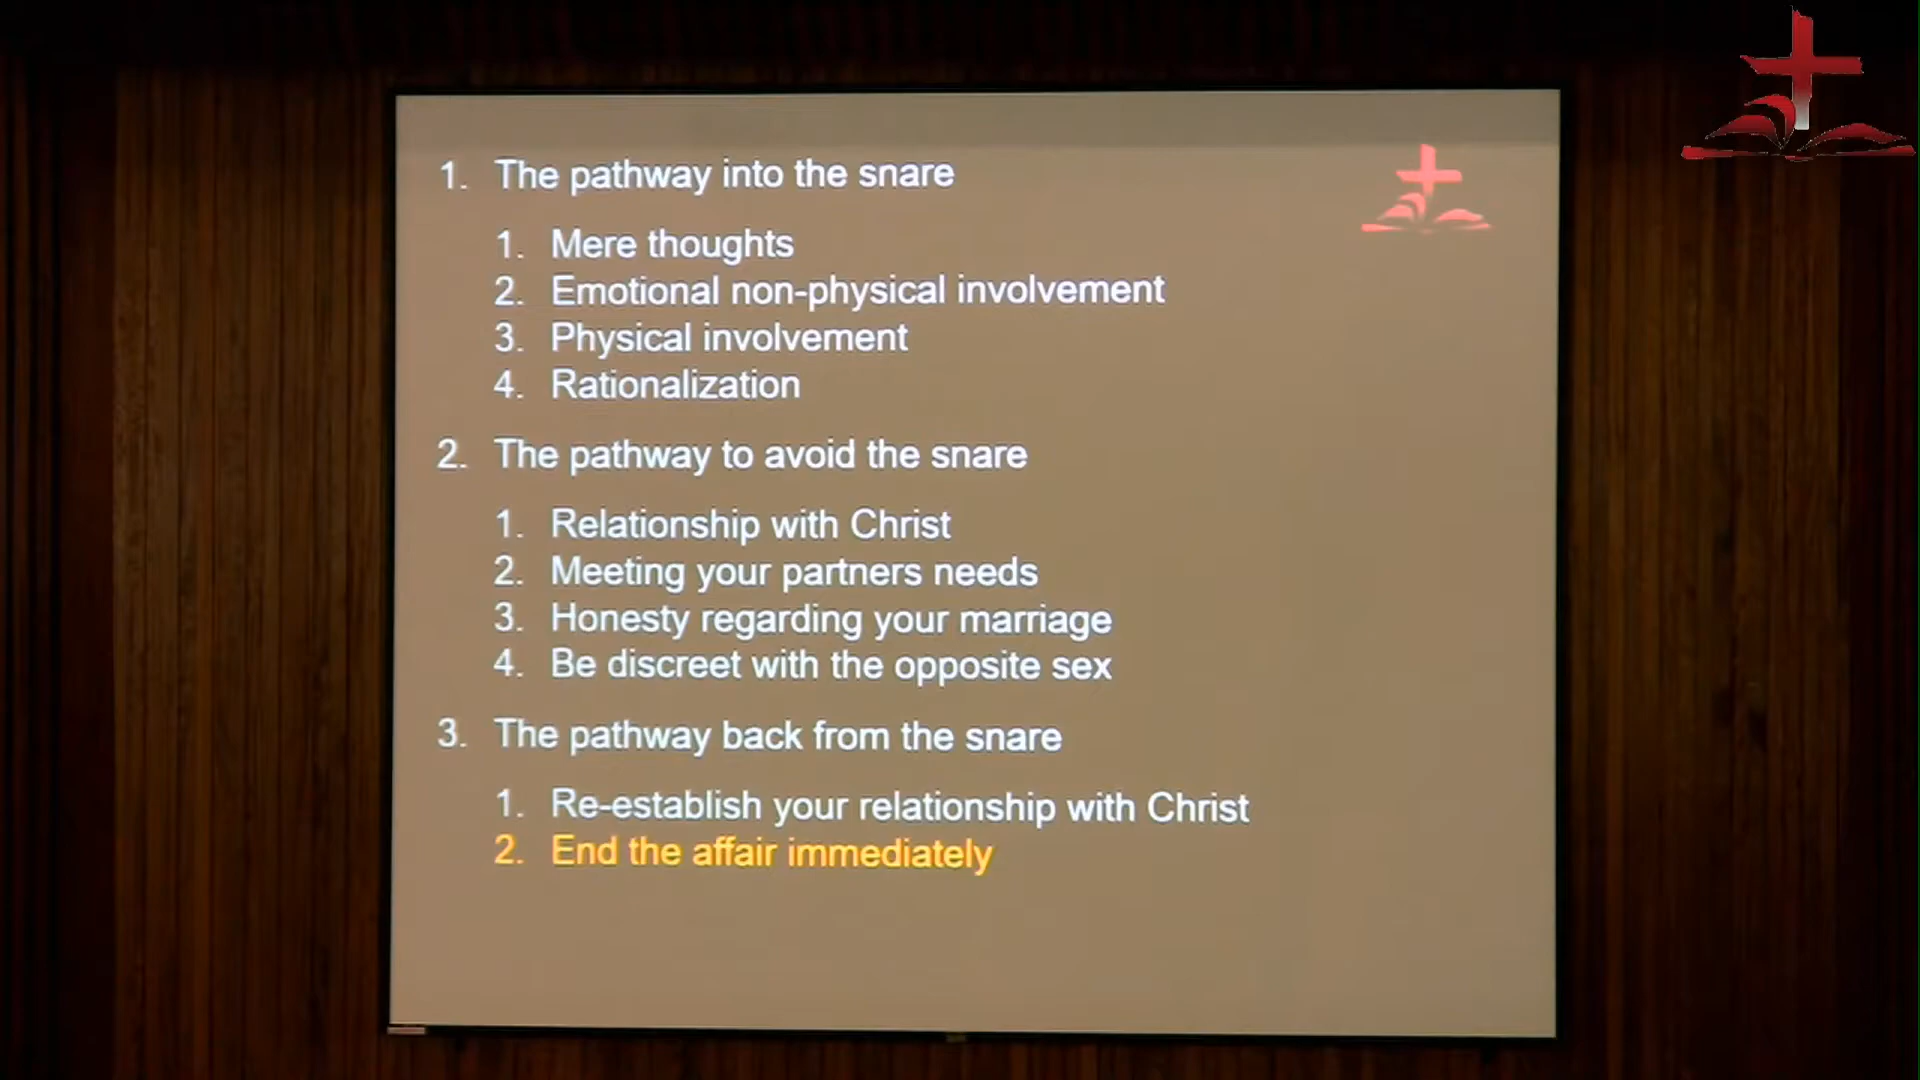 1. The pathway into the snare
1. Mere thoughts
2. Emotional non-physical involvement
3. Physical involvement
4. Rationalization
2. The pathway to avoid the snare
1. Relationship with Christ
2. Meeting your partners needs
3. Honesty regarding your marriage
4. Be discreet with the opposite sex
3. The pathway back from the snare
1. Re-establish your relationship with Christ
2. End the affair immediately